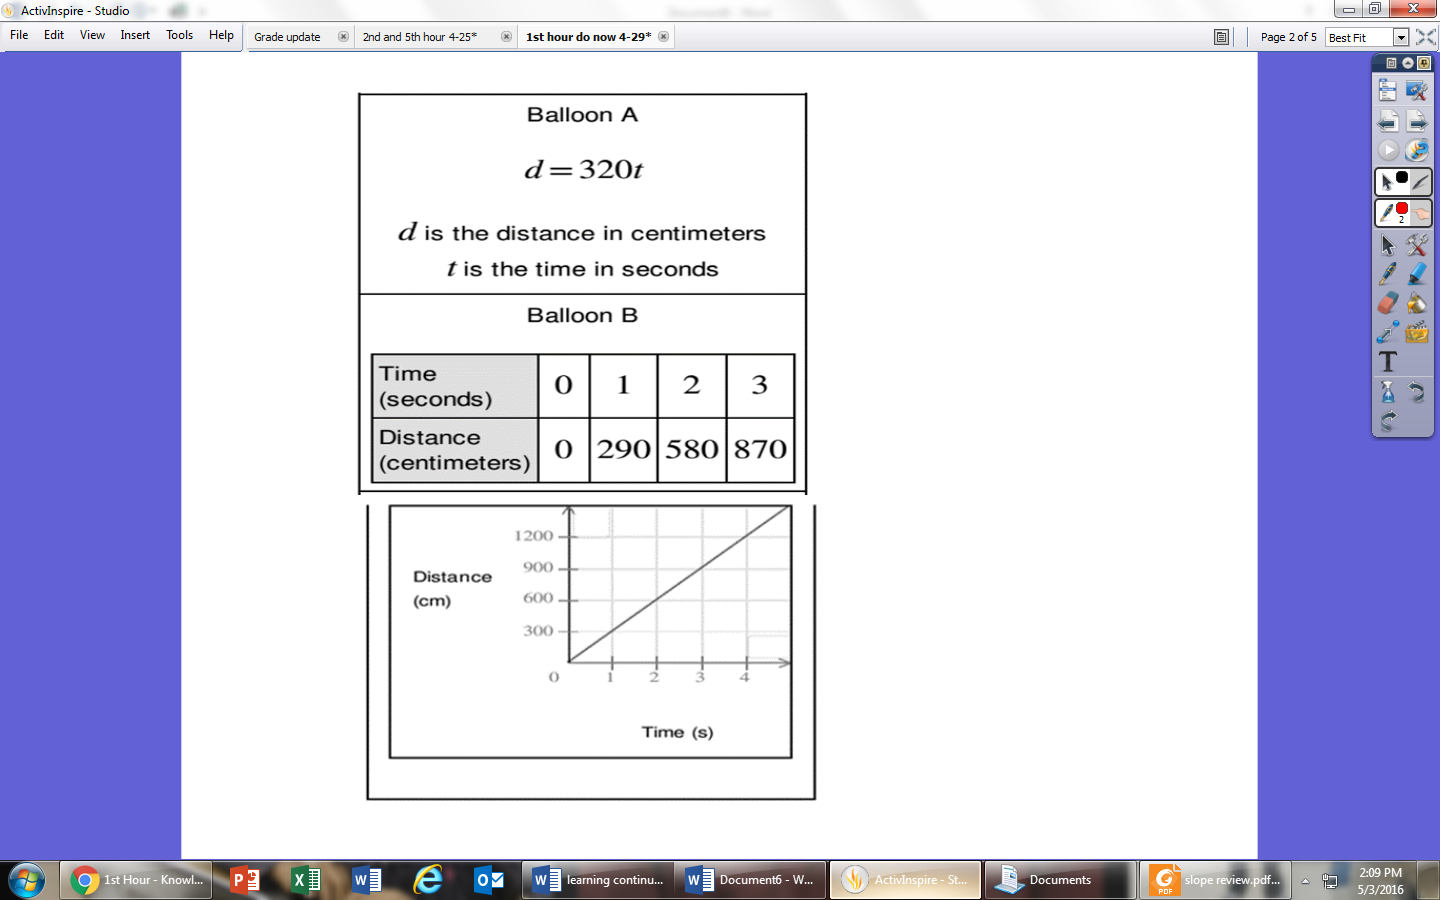 ActivInspire - Studio
File Edit View Insert Tools Help
Grade update
2nd and 5th hour 4-25*
1st hour do now 4-29*
Page 2 of 5
Best Fit
Balloon A
d=320t
d is the distance in centimeters
t is the time in seconds
Balloon B
Time (seconds) 0 1 2 3
Distance (centimeters) 0 290 580 870
1200
900
Distance
600
(cm)
300
0 1 2 3 4
Time (s)
2
T
1st Hour - Knowl...
learning continu...
Document6 - W...
ActivInspire - St...
Documents
PDF
slope review.pdf...
2:09 PM
5/3/2016